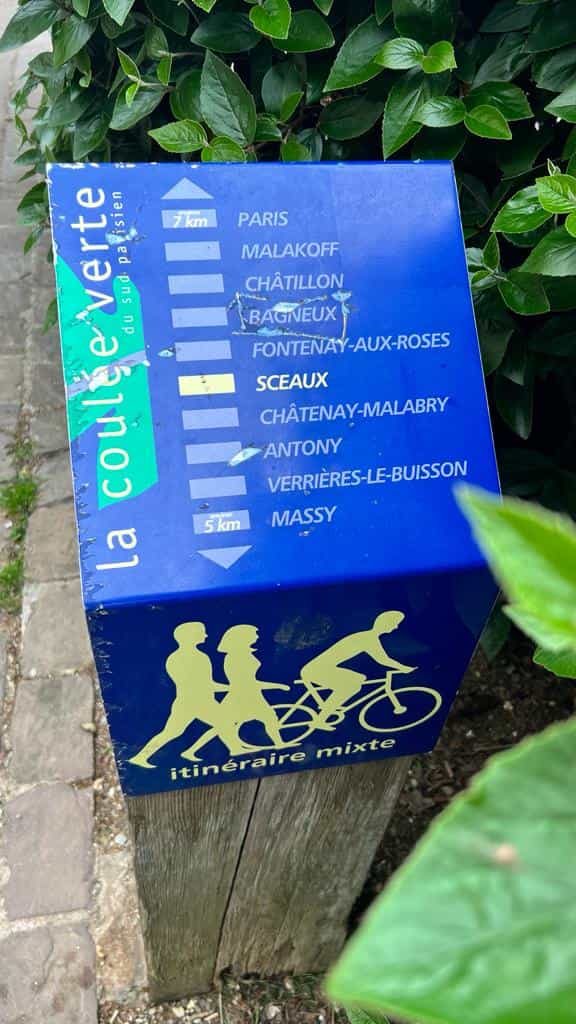 la coulée verte
du sud parisien
7 km
PARIS
MALAKOFF
CHÂTILLON
BAGNEUX
FONTENAY-AUX-ROSES
SCEAUX
CHÂTENAY-MALABRY
ANTONY
VERRIÈRES-LE-BUISSON
5 km
MASSY
itinéraire mixte